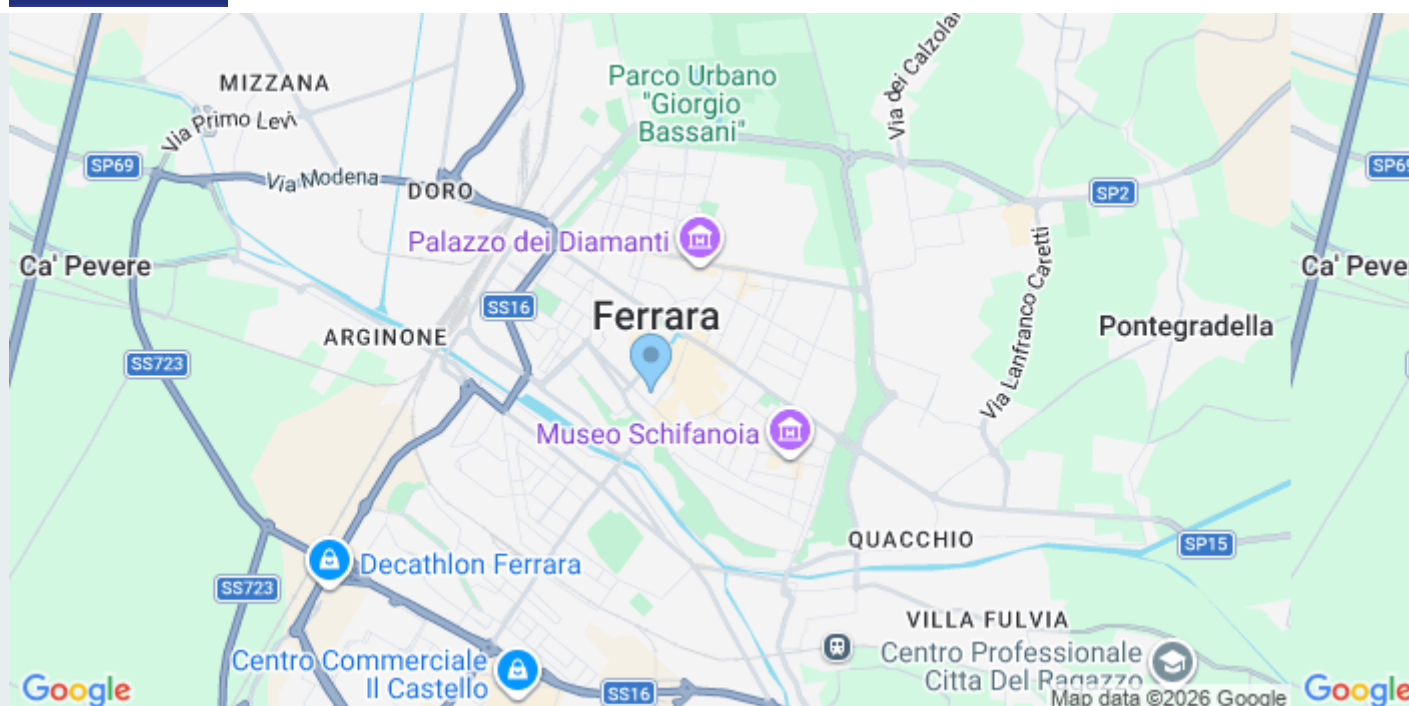 MIZZANA
Parco Urbano
"Giorgio
Bassani"
Via dei Calzolai
Via Primo Levi
SP69
Via Modena
DORO
SP2
SP69
Palazzo dei Diamanti
Ca' Pevere
Via Lanfranco Caretti
Ca' Peve
SS16
Ferrara
ARGINONE
Pontegradella
SS723
Museo Schifanoia
QUACCHIO
SP15
Decathlon Ferrara
SS723
VILLA FULVIA
Centro Commerciale
Il Castello
Centro Professionale
Citta Del Ragazzo
SS16
Google
Map data ©2026 Google
Google